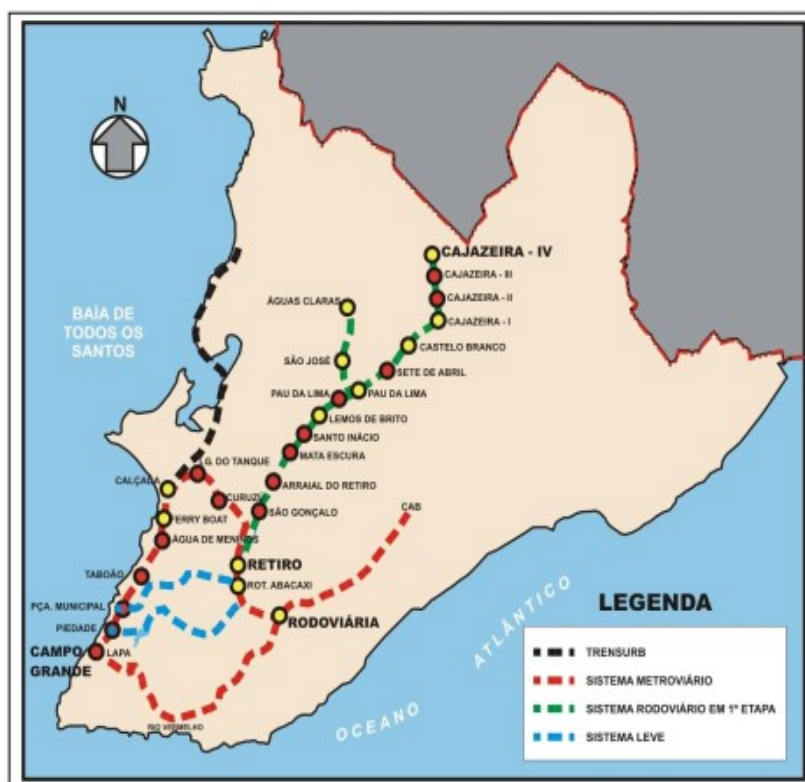 N
BAÍA DE
TODOS OS
SANTOS
CAJAZEIRA - IV
CAJAZEIRA - III
CAJAZEIRA - II
CAJAZEIRA - I
ÁGUAS CLARAS
CASTELO BRANCO
SÃO JOSÉ
SETE DE ABRIL
PAU DA LIMA
PAU DA LIMA
LEMOS DE BRITO
SANTO INÁCIO
MATA ESCURA
LG. DO TANQUE
CALÇADA
ARRAIAL DO RETIRO
CURUZU
CAB
SÃO GONÇALO
FERRY BOAT
ÁGUA DE MENINOS
RETIRO
TABOÃO
ROT. ABACAXI
PÇA. MUNICIPAL
RODOVIÁRIA
PIEDADE
CAMPO
GRANDE
LAPA
RIO VERMELHO
OCEANO ATLÂNTICO
LEGENDA
TRENSURB
SISTEMA METROVIÁRIO
SISTEMA RODOVIÁRIO EM 1ª ETAPA
SISTEMA LEVE